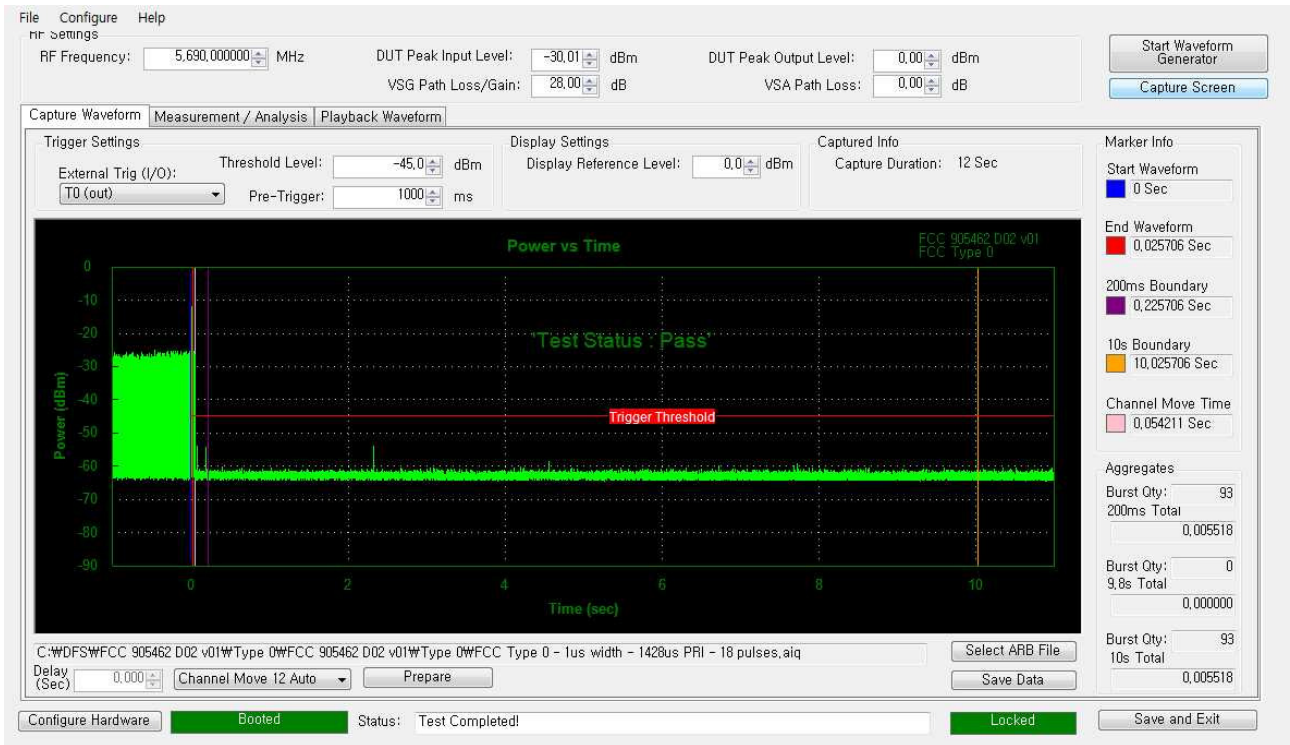 File Configure Help
RF Settings
RF Frequency: 5,690,000000 MHz
DUT Peak Input Level: -30,01 dBm
DUT Peak Output Level: 0,00 dBm
VSG Path Loss/Gain: 28,00 dB
VSA Path Loss: 0,00 dB
Start Waveform
Generator
Capture Screen
Capture Waveform Measurement / Analysis Playback Waveform
Trigger Settings
External Trig (I/O):
T0 (out)
Threshold Level: -45,0 dBm
Pre-Trigger: 1000 ms
Display Settings
Display Reference Level: 0,0 dBm
Captured Info
Capture Duration: 12 Sec
Power vs Time
FCC 905462 D02 v01
FCC Type 0
'Test Status : Pass'
Trigger Threshold
Power (dBm)
0
-10
-20
-30
-40
-50
-60
-70
-80
-90
0 2 4 6 8 10
Time (sec)
Marker Info
Start Waveform
0 Sec
End Waveform
0,025706 Sec
200ms Boundary
0,225706 Sec
10s Boundary
10,025706 Sec
Channel Move Time
0,054211 Sec
Aggregates
Burst Qty: 93
200ms Total
0,005518
Burst Qty: 0
9,8s Total
0,000000
Burst Qty: 93
10s Total
0,005518
C:₩DFS₩FCC 905462 D02 v01₩Type 0₩FCC 905462 D02 v01₩Type 0₩FCC Type 0 - 1us width - 1428us PRI - 18 pulses,aiq
Select ARB File
Delay
(Sec) 0,000 Channel Move 12 Auto Prepare
Save Data
Configure Hardware Booted Status: Test Completed! Locked Save and Exit